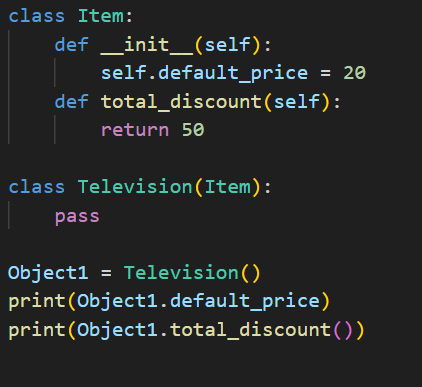 class Item:
    def __init__(self):
        self.default_price = 20
    def total_discount(self):
        return 50

class Television(Item):
    pass

Object1 = Television()
print(Object1.default_price)
print(Object1.total_discount())